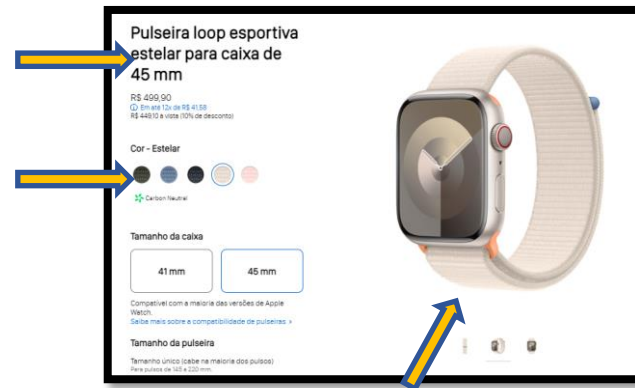 Pulseira loop esportiva
estelar para caixa de
45 mm
R$ 499,90
Em até 12x de R$ 41,58
R$ 449,10 à vista (10% de desconto)
Cor - Estelar
Carbon Neutral
Tamanho da caixa
41 mm
45 mm
Compatível com a maioria das versões de Apple
Watch.
Saiba mais sobre a compatibilidade de pulseiras >
Tamanho da pulseira
Tamanho único (cabe na maioria dos pulsos)
Para pulsos de 145 a 220 mm.